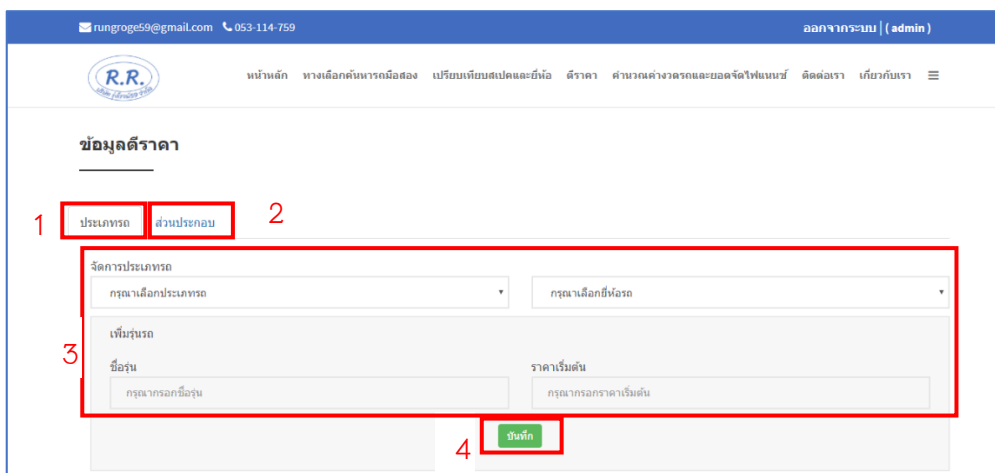 rungroge59@gmail.com 053-114-759 ออกจากระบบ | ( admin )
R.R. หน้าหลัก ทางเลือกค้นหารถมือสอง เปรียบเทียบสเปคและยี่ห้อ ตีราคา คำนวณค่างวดรถและยอดจัดไฟแนนซ์ ติดต่อเรา เกี่ยวกับเรา
ข้อมูลตีราคา
1 ประเภทรถ ส่วนประกอบ 2
จัดการประเภทรถ
กรุณาเลือกประเภทรถ กรุณาเลือกยี่ห้อรถ
เพิ่มรุ่นรถ
3
ชื่อรุ่น ราคาเริ่มต้น
กรุณากรอกชื่อรุ่น กรุณากรอกราคาเริ่มต้น
4 บันทึก